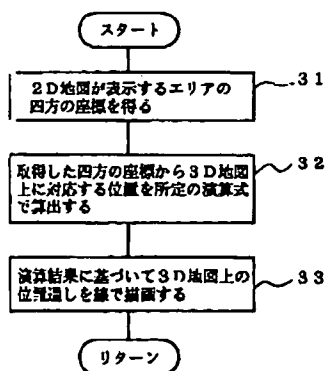 スタート
2D地図が表示するエリアの
四方の座標を得る
31
取得した四方の座標から3D地図
上に対応する位置を所定の演算式
で算出する
32
演算結果に基づいて3D地図上の
位置通しを線で描画する
33
リターン